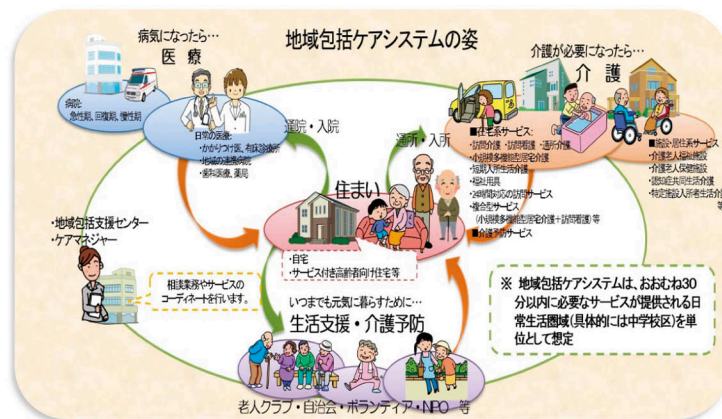 地域包括ケアシステムの姿
病気になったら…
医 療
病院:
急性期、回復期、慢性期
日常の医療:
・かかりつけ医、有床診療所
・地域の連携病院
・歯科医療、薬局
通院・入院
通所・入所
介護が必要になったら…
介 護
■在宅系サービス:
・訪問介護 ・訪問看護 ・通所介護
・小規模多機能型居宅介護
・短期入所生活介護
・福祉用具
・24時間対応の訪問サービス
・複合型サービス
(小規模多機能型居宅介護+訪問看護) 等
■介護予防サービス
■施設・居住系サービス
・介護老人福祉施設
・介護老人保健施設
・認知症共同生活介護
・特定施設入所者生活介護
等
住まい
・自宅
・サービス付き高齢者向け住宅等
・地域包括支援センター
・ケアマネジャー
相談業務やサービスの
コーディネートを行います。
いつまでも元気に暮らすために…
生活支援・介護予防
老人クラブ・自治会・ボランティア・NPO 等
※ 地域包括ケアシステムは、おおむね30
分以内に必要なサービスが提供される日
常生活圏域(具体的には中学校区)を単
位として想定